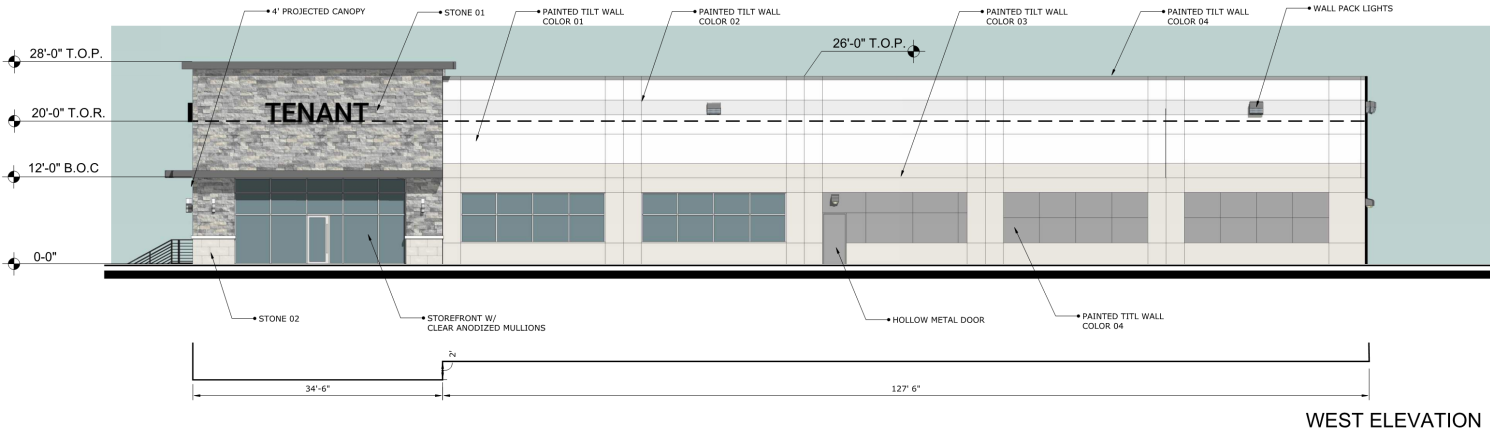 4' PROJECTED CANOPY
STONE 01
PAINTED TILT WALL
COLOR 01
PAINTED TILT WALL
COLOR 02
PAINTED TILT WALL
COLOR 03
PAINTED TILT WALL
COLOR 04
WALL PACK LIGHTS
28'-0" T.O.P.
26'-0" T.O.P.
20'-0" T.O.R.
TENANT
12'-0" B.O.C
0-0"
STONE 02
STOREFRONT W/
CLEAR ANODIZED MULLIONS
HOLLOW METAL DOOR
PAINTED TITL WALL
COLOR 04
2'
34'-6"
127' 6"
WEST ELEVATION